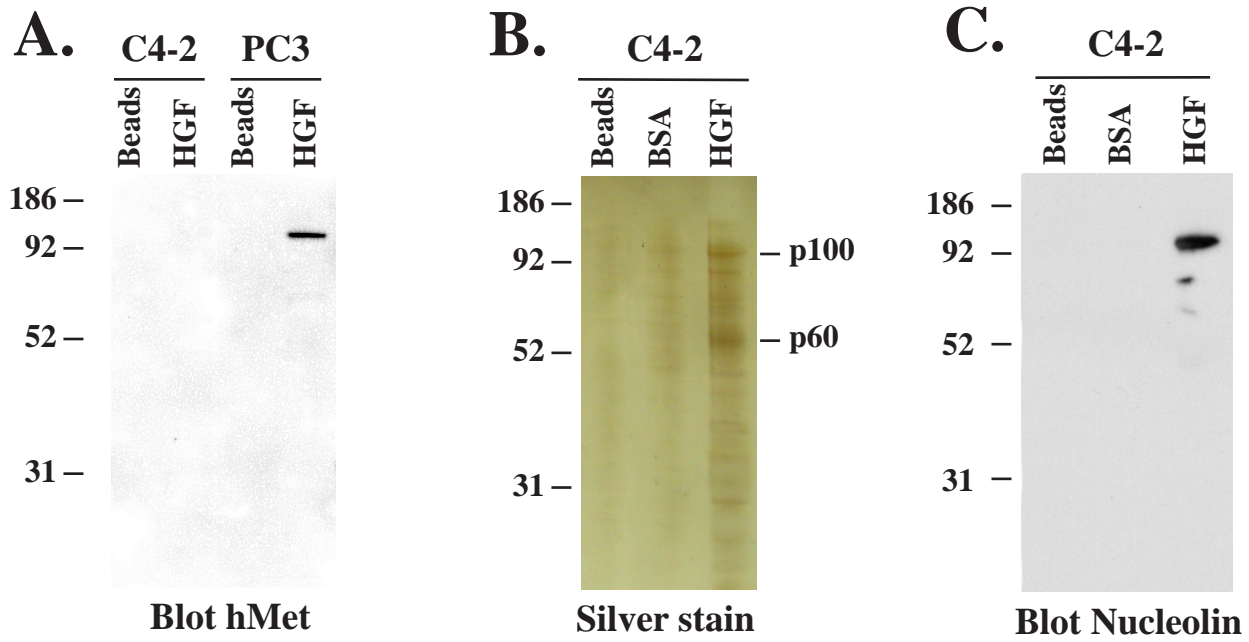 A.
C4-2 PC3
Beads
HGF
Beads
HGF
186
92
52
31
Blot hMet
B.
C4-2
Beads
BSA
HGF
186
92
52
31
p100
p60
Silver stain
C.
C4-2
Beads
BSA
HGF
186
92
52
31
Blot Nucleolin